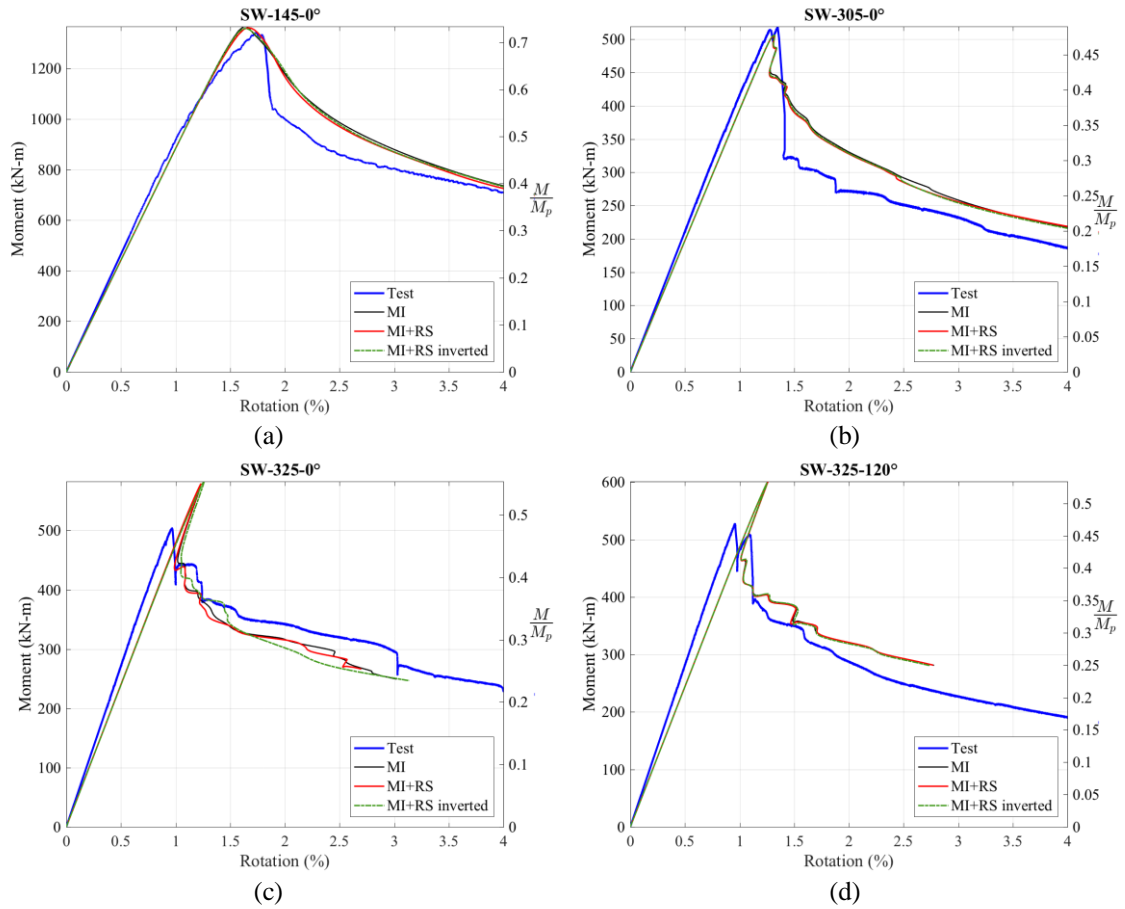 SW-145-0°
Moment (kN-m)
1200
1000
800
600
400
200
0
0.7
0.6
0.5
0.4
0.3
0.2
0.1
0
M
M_p
Test
MI
MI+RS
MI+RS inverted
0 0.5 1 1.5 2 2.5 3 3.5 4
Rotation (%)
(a)
SW-305-0°
Moment (kN-m)
500
450
400
350
300
250
200
150
100
50
0
0.45
0.4
0.35
0.3
0.25
0.2
0.15
0.1
0.05
0
M
M_p
Test
MI
MI+RS
MI+RS inverted
0 0.5 1 1.5 2 2.5 3 3.5 4
Rotation (%)
(b)
SW-325-0°
Moment (kN-m)
500
400
300
200
100
0
0.5
0.4
0.3
0.2
0.1
0
M
M_p
Test
MI
MI+RS
MI+RS inverted
0 0.5 1 1.5 2 2.5 3 3.5 4
Rotation (%)
(c)
SW-325-120°
Moment (kN-m)
600
500
400
300
200
100
0
0.5
0.45
0.4
0.35
0.3
0.25
0.2
0.15
0.1
0.05
0
M
M_p
Test
MI
MI+RS
MI+RS inverted
0 0.5 1 1.5 2 2.5 3 3.5 4
Rotation (%)
(d)